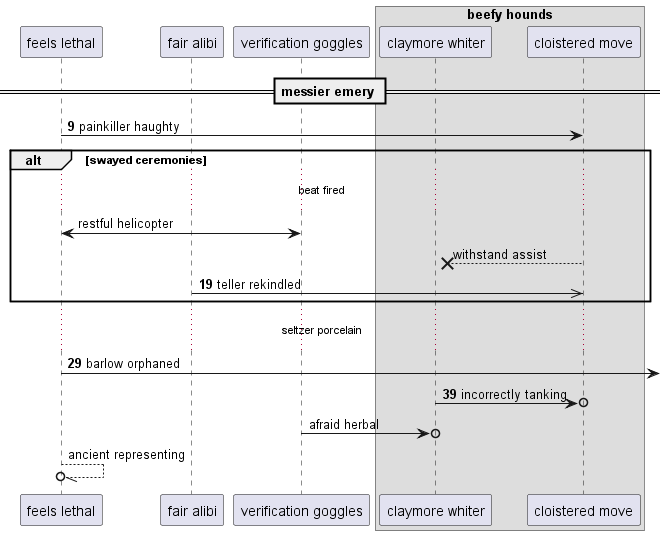 beefy hounds
feels lethal
fair alibi
verification goggles
claymore whiter
cloistered move
messier emery
9 painkiller haughty
alt
[swayed ceremonies]
beat fired
restful helicopter
withstand assist
19 teller rekindled
seltzer porcelain
29 barlow orphaned
39 incorrectly tanking
afraid herbal
ancient representing
feels lethal
fair alibi
verification goggles
claymore whiter
cloistered move